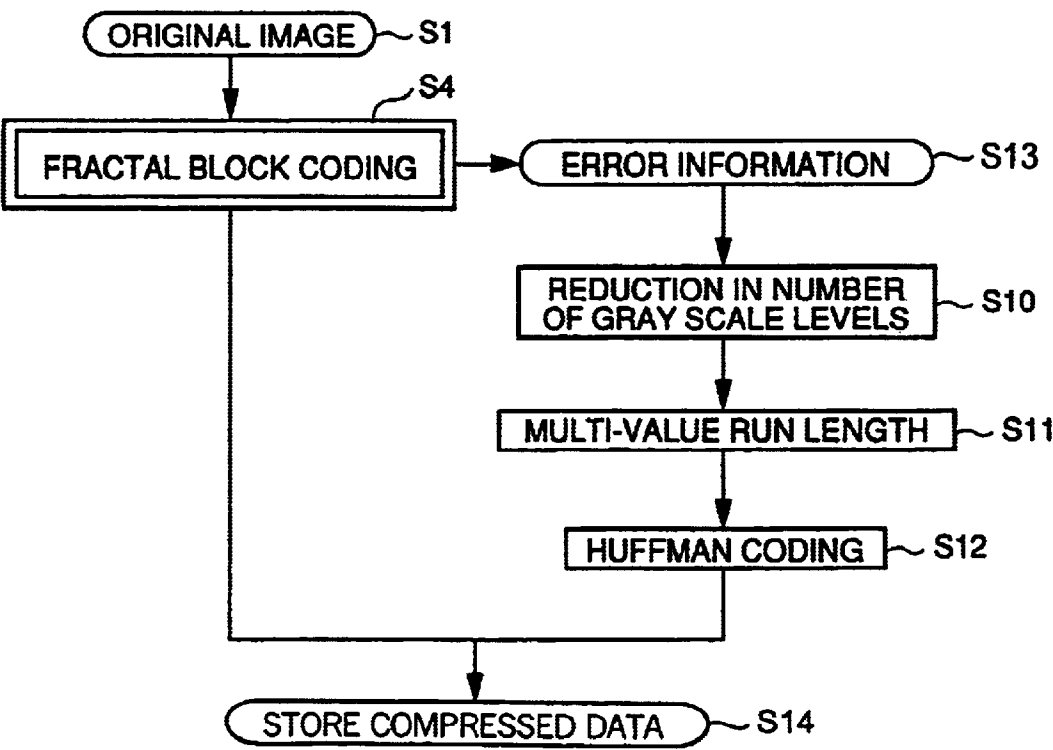 ORIGINAL IMAGE
S1
S4
FRACTAL BLOCK CODING
ERROR INFORMATION
S13
REDUCTION IN NUMBER
OF GRAY SCALE LEVELS
S10
MULTI-VALUE RUN LENGTH
S11
HUFFMAN CODING
S12
STORE COMPRESSED DATA
S14